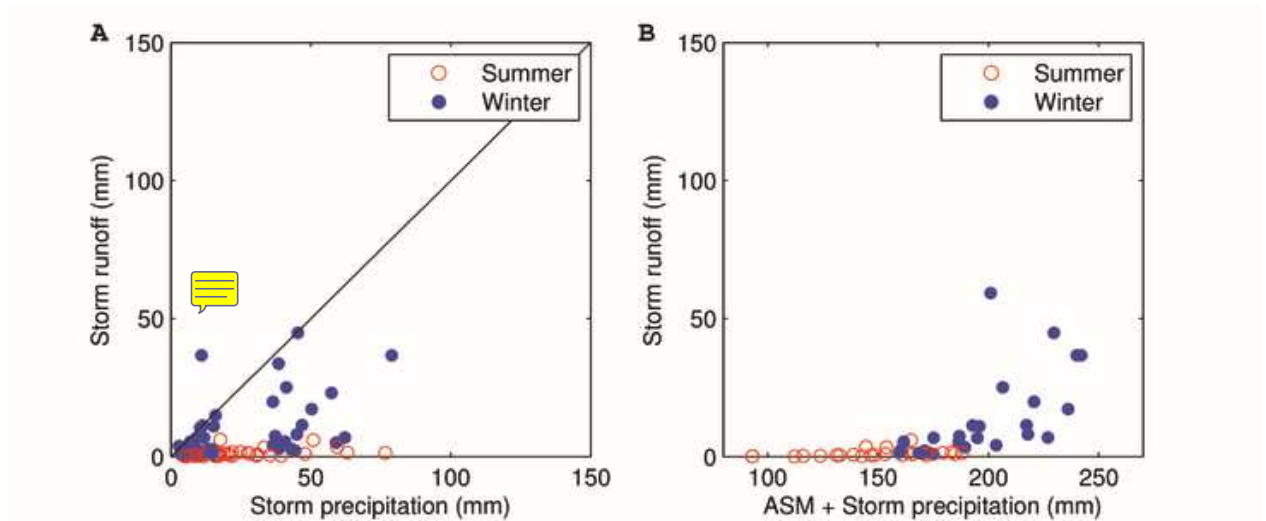 A
B
150
100
50
0
Storm runoff (mm)
Summer
Winter
0
50
100
150
Storm precipitation (mm)
150
100
50
0
Storm runoff (mm)
Summer
Winter
100
150
200
250
ASM + Storm precipitation (mm)